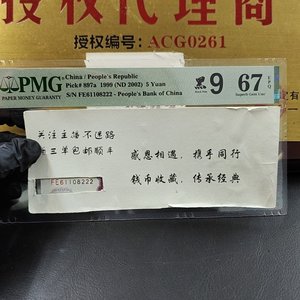 授权代理商
授权编号: ACG0261
PMG
PAPER MONEY GUARANTY
China / People's Republic
Pick# 897a 1999 (ND 2002) 5 Yuan
S/N FE61108222 - People's Bank of China
黑9
67 EPQ
Superb Gem Unc
关注主播不迷路
三单包邮顺丰
感恩相遇, 携手同行
钱币收藏, 传承经典
FE61108222